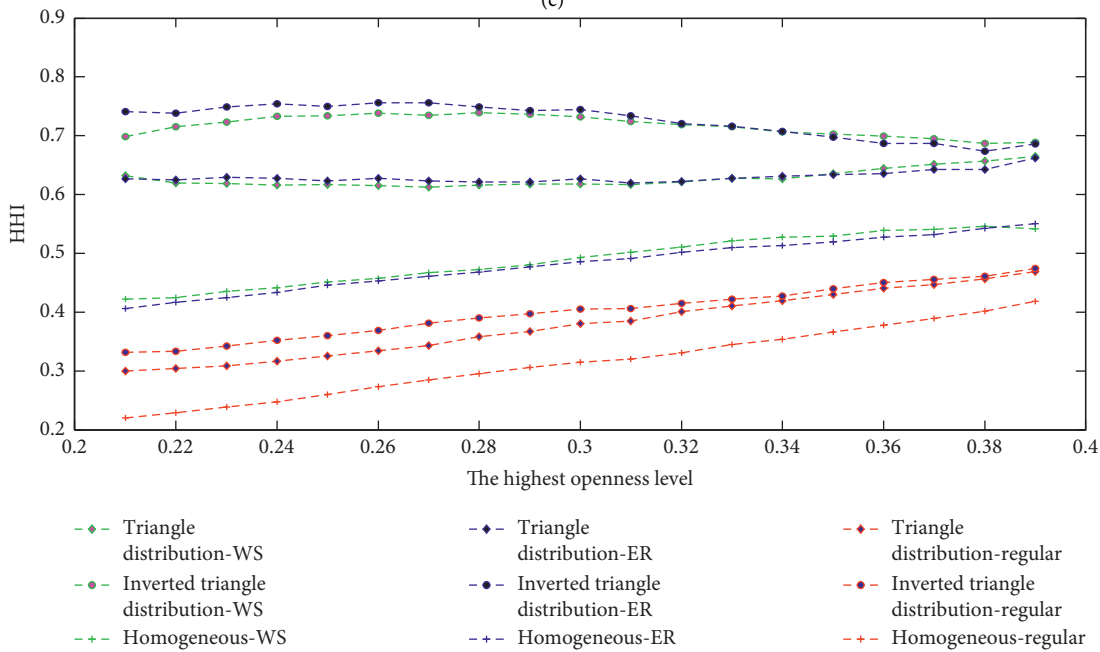 (c)
0.9
0.8
0.7
0.6
0.5
0.4
0.3
0.2
HHI
0.2 0.22 0.24 0.26 0.28 0.3 0.32 0.34 0.36 0.38 0.4
The highest openness level
Triangle
distribution-WS
Inverted triangle
distribution-WS
Homogeneous-WS
Triangle
distribution-ER
Inverted triangle
distribution-ER
Homogeneous-ER
Triangle
distribution-regular
Inverted triangle
distribution-regular
Homogeneous-regular